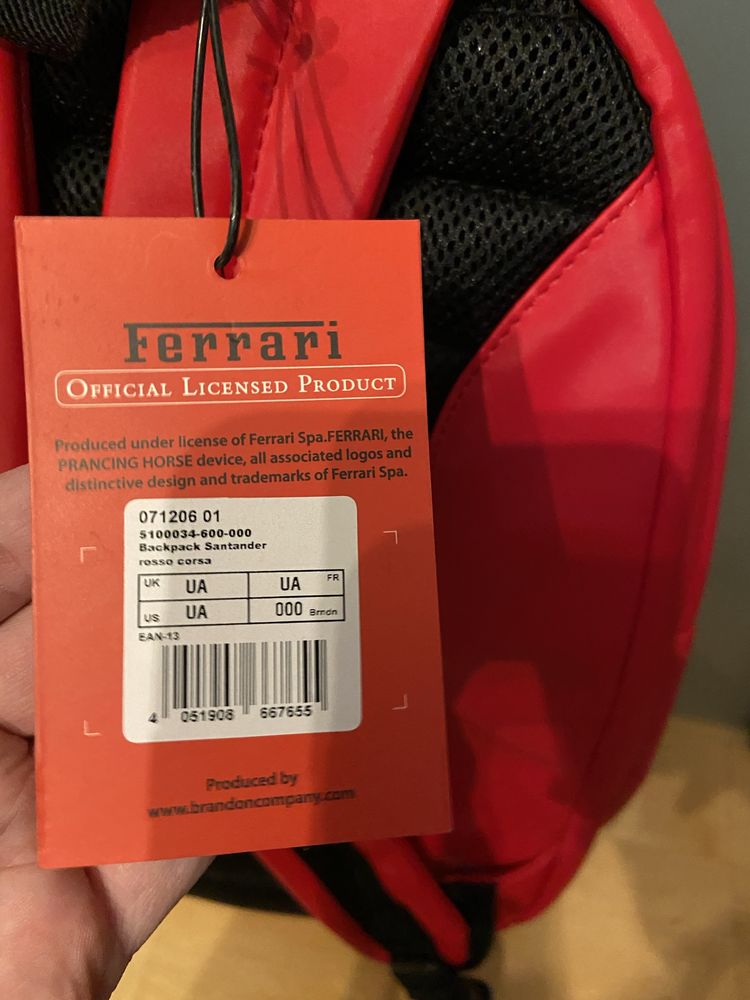 Ferrari
OFFICIAL LICENSED PRODUCT
Produced under license of Ferrari Spa.FERRARI, the
PRANCING HORSE device, all associated logos and
distinctive design and trademarks of Ferrari Spa.
071206 01
5100034-600-000
Backpack Santander
rosso corsa
UK UA UA FR
US UA 000 Brndn
EAN-13
4 051908 667655
Produced by
www.brandoncompany.com